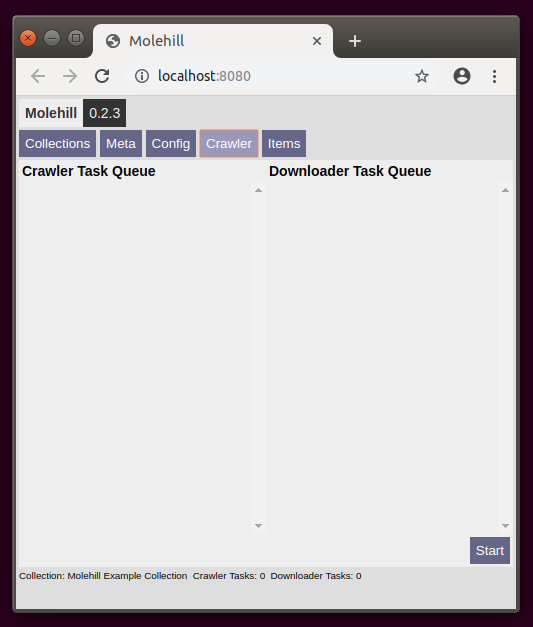 Molehill
localhost:8080
Molehill 0.2.3
Collections Meta Config Crawler Items
Crawler Task Queue Downloader Task Queue
Start
Collection: Molehill Example Collection Crawler Tasks: 0 Downloader Tasks: 0